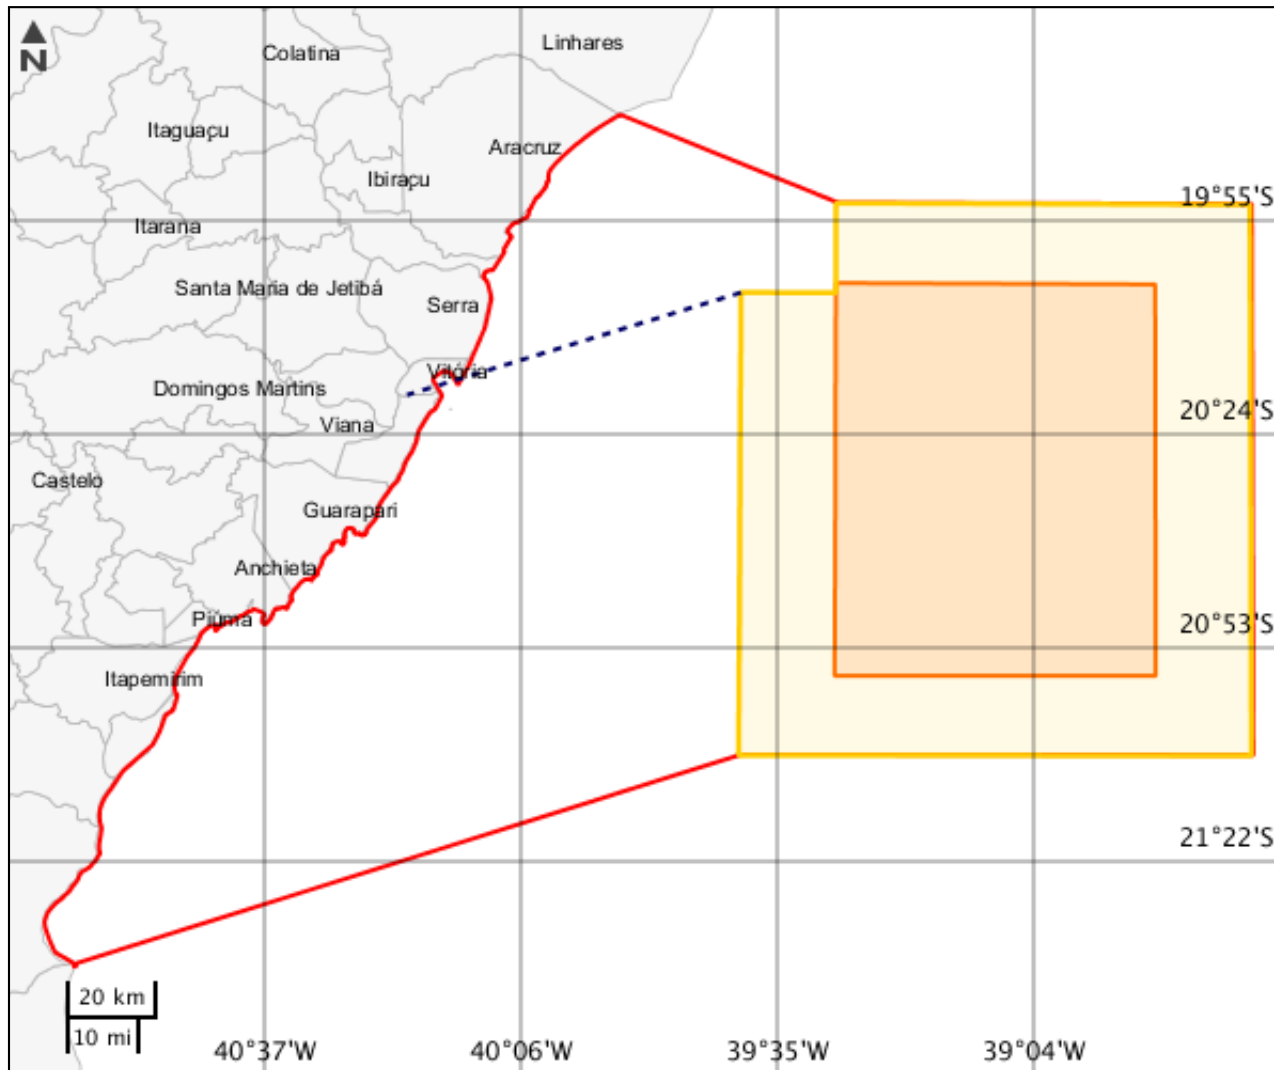 N
Linhares
Colatina
Itaguaçu
Aracruz
Ibiraçu
19°55'S
Itarana
Santa Maria de Jetibá
Serra
Vitória
Domingos Martins
20°24'S
Viana
Castelo
Guarapari
Anchieta
Piúma
20°53'S
Itapemirim
21°22'S
20 km
10 mi
40°37'W
40°06'W
39°35'W
39°04'W